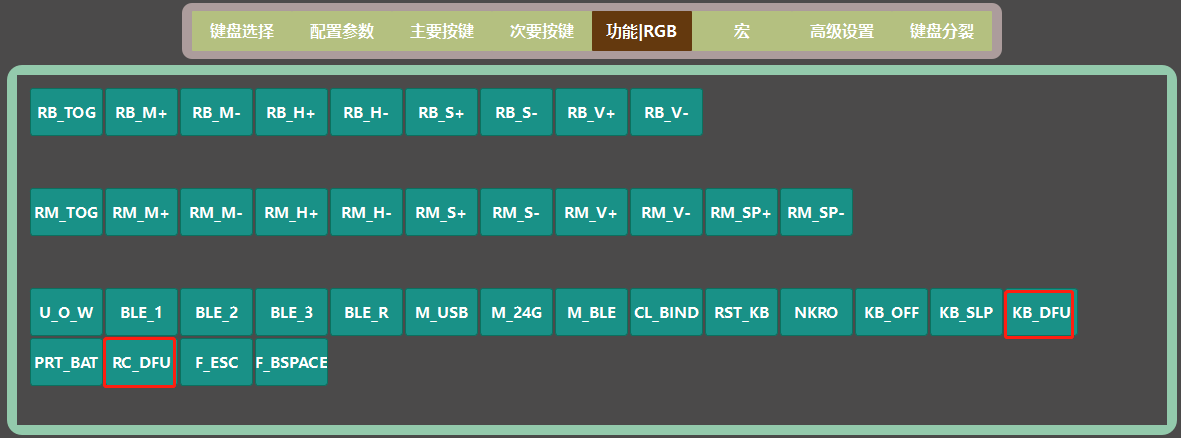 键盘选择 配置参数 主要按键 次要按键 功能|RGB 宏 高级设置 键盘分裂
RB_TOG RB_M+ RB_M- RB_H+ RB_H- RB_S+ RB_S- RB_V+ RB_V-
RM_TOG RM_M+ RM_M- RM_H+ RM_H- RM_S+ RM_S- RM_V+ RM_V- RM_SP+ RM_SP-
U_O_W BLE_1 BLE_2 BLE_3 BLE_R M_USB M_24G M_BLE CL_BIND RST_KB NKRO KB_OFF KB_SLP KB_DFU
PRT_BAT RC_DFU F_ESC F_BSPACE